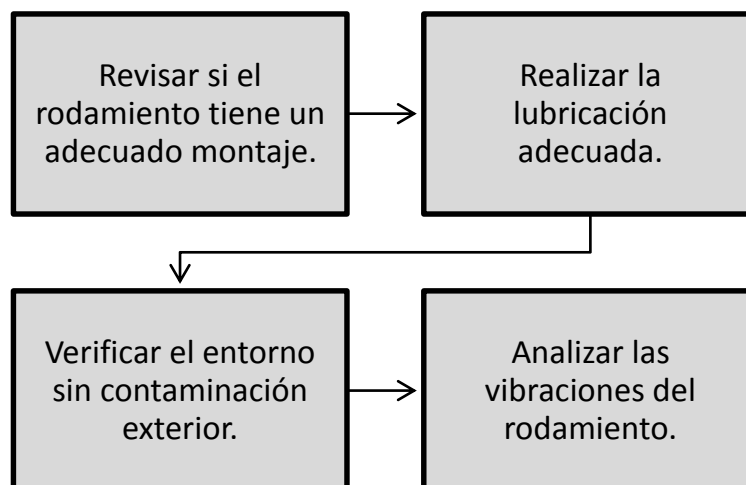 Revisar si el
rodamiento tiene un
adecuado montaje.
Realizar la
lubricación
adecuada.
Verificar el entorno
sin contaminación
exterior.
Analizar las
vibraciones del
rodamiento.